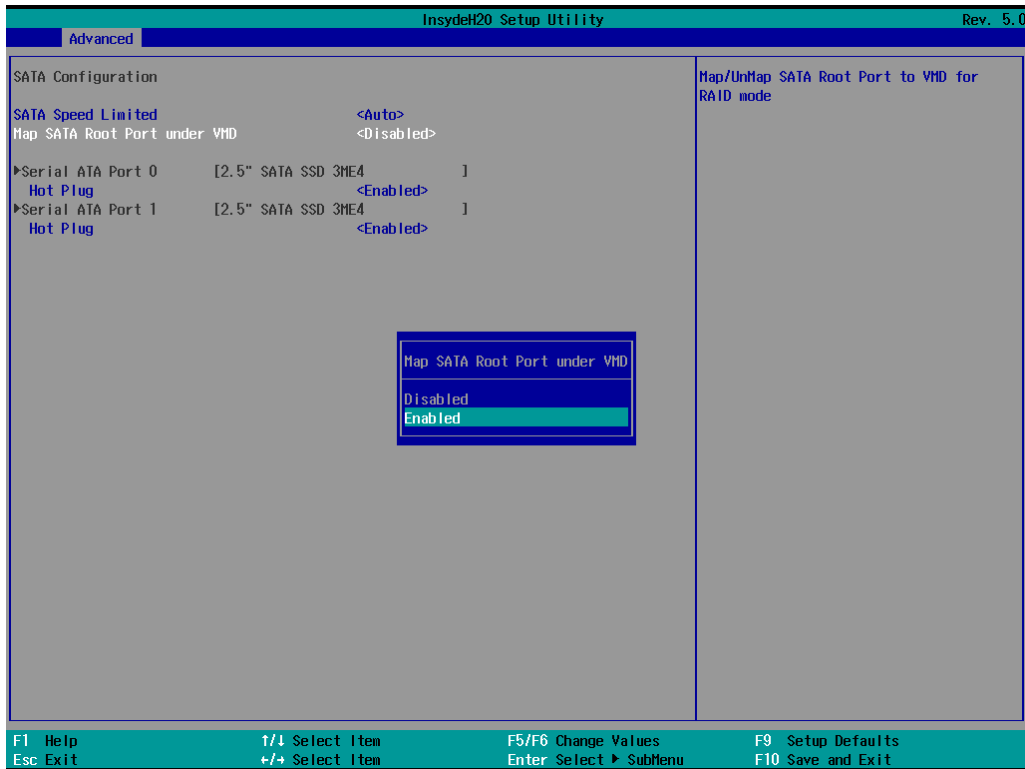 InsydeH20 Setup Utility Rev. 5.0
Advanced
SATA Configuration
SATA Speed Limited <Auto>
Map SATA Root Port under VMD <Disabled>
▶Serial ATA Port 0 [2.5" SATA SSD 3ME4 ]
Hot Plug <Enabled>
▶Serial ATA Port 1 [2.5" SATA SSD 3ME4 ]
Hot Plug <Enabled>
Map/UnMap SATA Root Port to VMD for
RAID mode
Map SATA Root Port under VMD
Disabled
Enabled
F1 Help ↑/↓ Select Item F5/F6 Change Values F9 Setup Defaults
Esc Exit ←/→ Select Item Enter Select ▶ SubMenu F10 Save and Exit